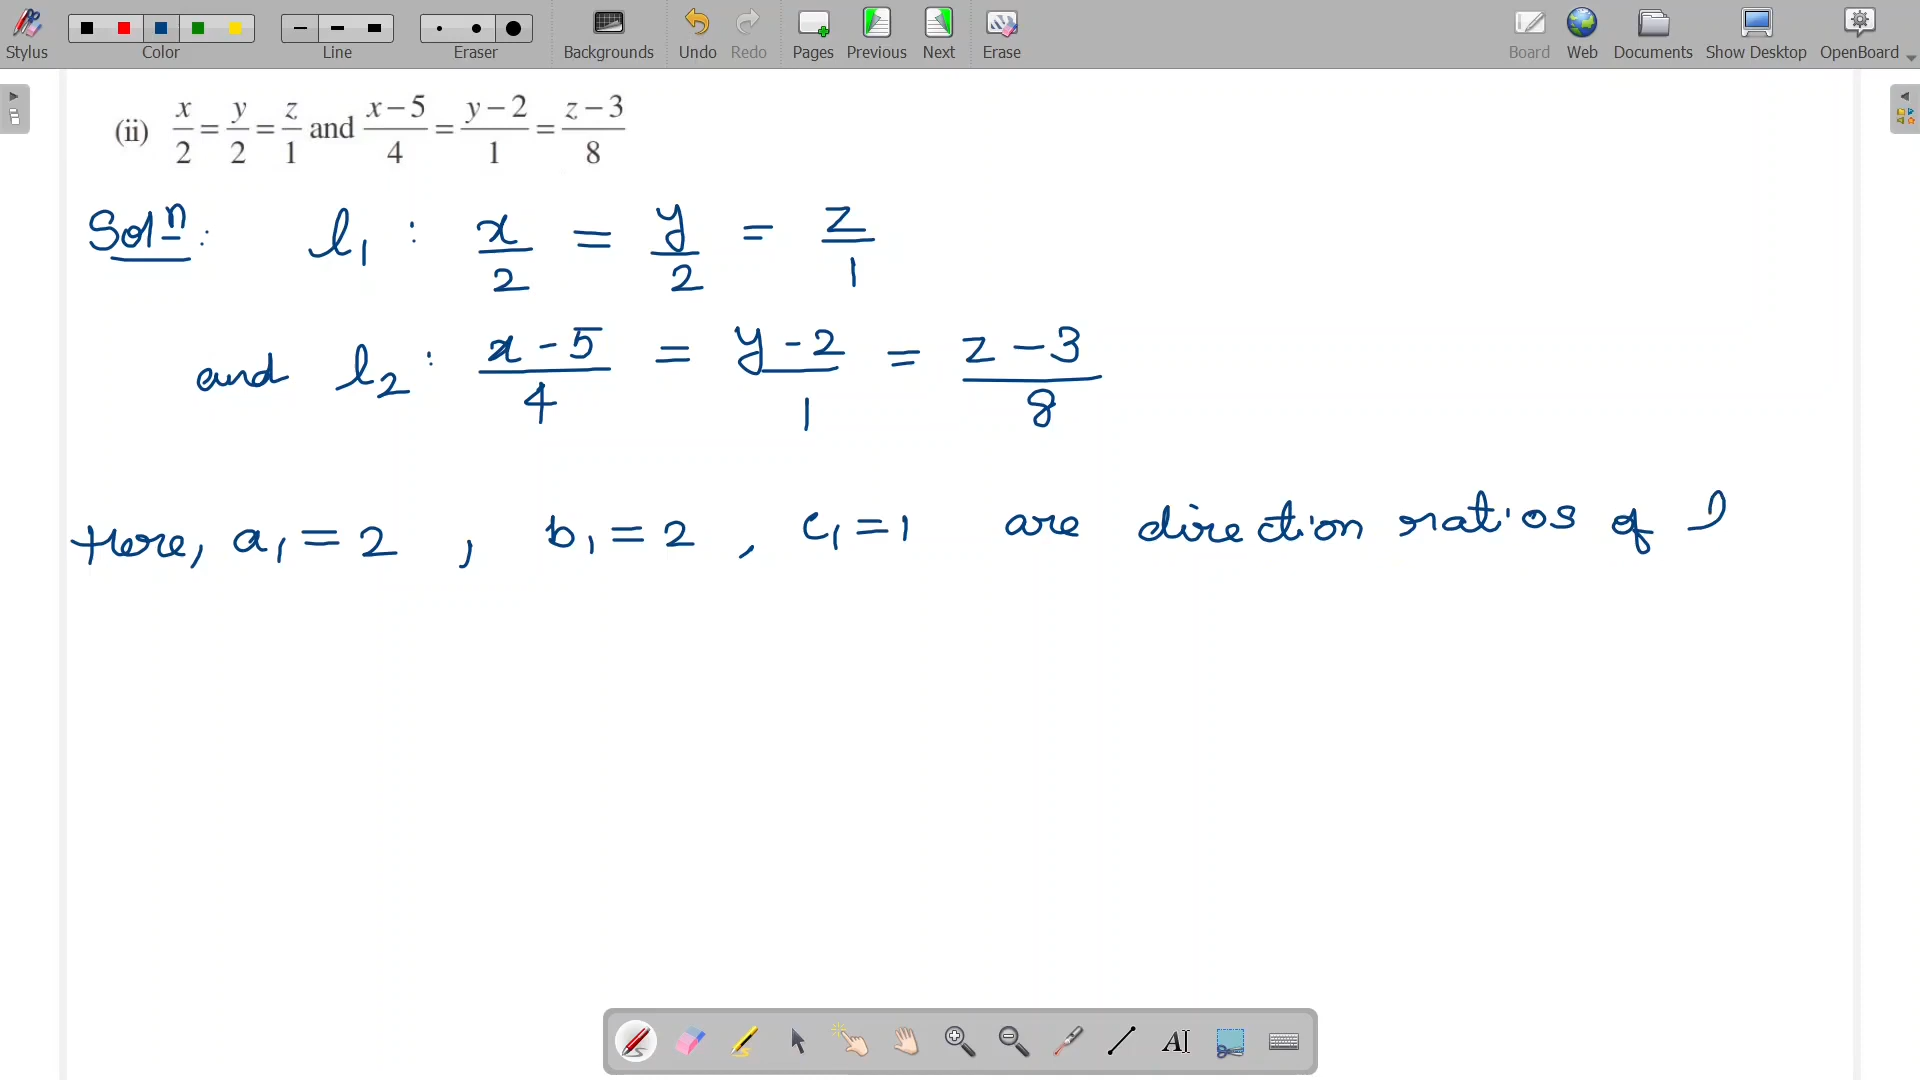 Stylus Color Line Eraser Backgrounds Undo Redo Pages Previous Next Erase Board Web Documents Show Desktop OpenBoard
(ii) x/2 = y/2 = z/1 and x−5/4 = y−2/1 = z−3/8
Solⁿ: l₁ : x/2 = y/2 = z/1
and l₂ : x-5/4 = y-2/1 = z-3/8
Here, a₁ = 2 , b₁ = 2 , c₁ = 1 are direction ratios of